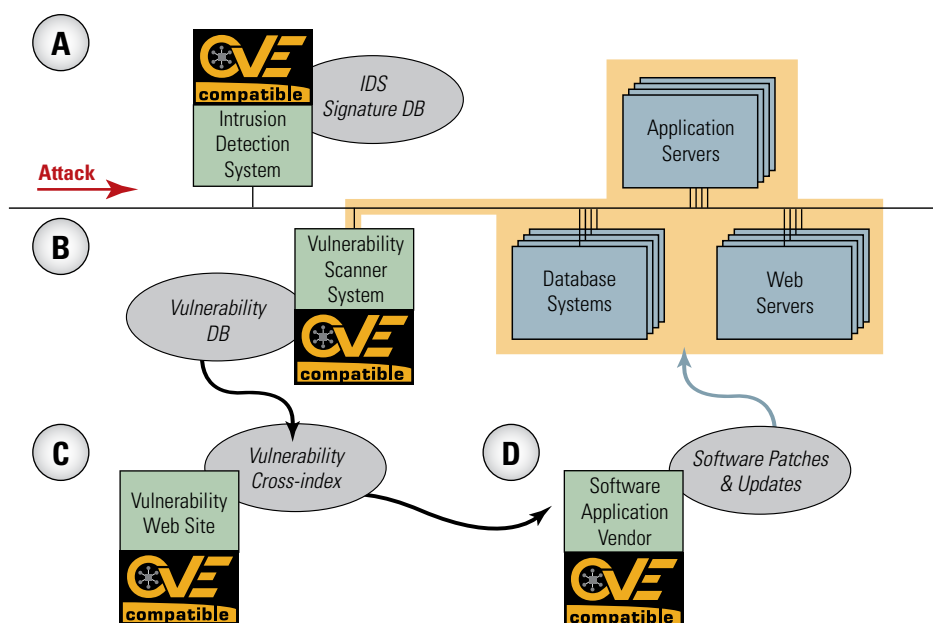 A
CVE
compatible
IDS
Signature DB
Intrusion
Detection
System
Application
Servers
Attack
B
Vulnerability
Scanner
System
Database
Systems
Web
Servers
Vulnerability
DB
CVE
compatible
C
Vulnerability
Cross-index
D
Software Patches
& Updates
Vulnerability
Web Site
Software
Application
Vendor
CVE
compatible
CVE
compatible